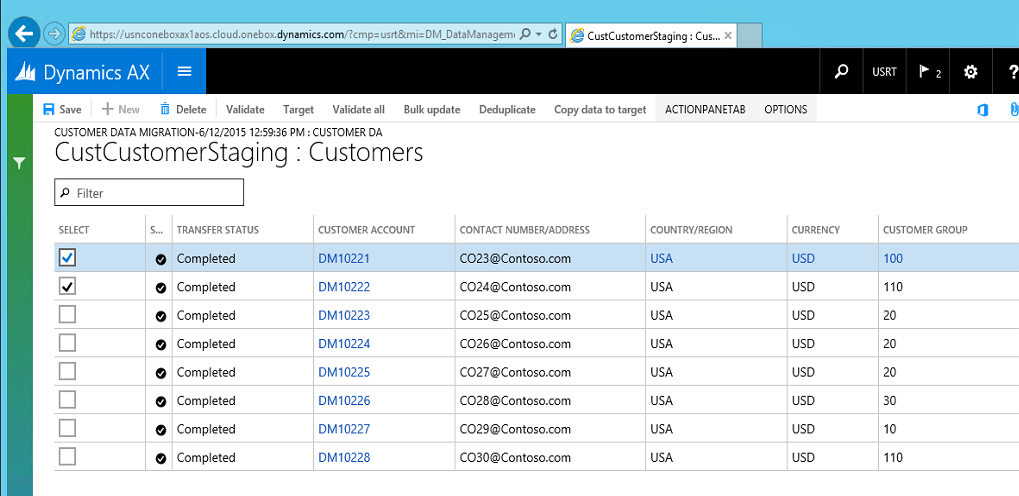 https://usnconeboxax1aos.cloud.onebox.dynamics.com/?cmp=usrt&mi=DM_DataManageme
CustCustomerStaging : Cus... ×
Dynamics AX USRT 2 ?
Save New Delete Validate Target Validate all Bulk update Deduplicate Copy data to target ACTIONPANETAB OPTIONS
CUSTOMER DATA MIGRATION-6/12/2015 12:59:36 PM : CUSTOMER DA
CustCustomerStaging : Customers
Filter
SELECT S... TRANSFER STATUS CUSTOMER ACCOUNT CONTACT NUMBER/ADDRESS COUNTRY/REGION CURRENCY CUSTOMER GROUP
Completed DM10221 CO23@Contoso.com USA USD 100
Completed DM10222 CO24@Contoso.com USA USD 110
Completed DM10223 CO25@Contoso.com USA USD 20
Completed DM10224 CO26@Contoso.com USA USD 20
Completed DM10225 CO27@Contoso.com USA USD 20
Completed DM10226 CO28@Contoso.com USA USD 30
Completed DM10227 CO29@Contoso.com USA USD 10
Completed DM10228 CO30@Contoso.com USA USD 110